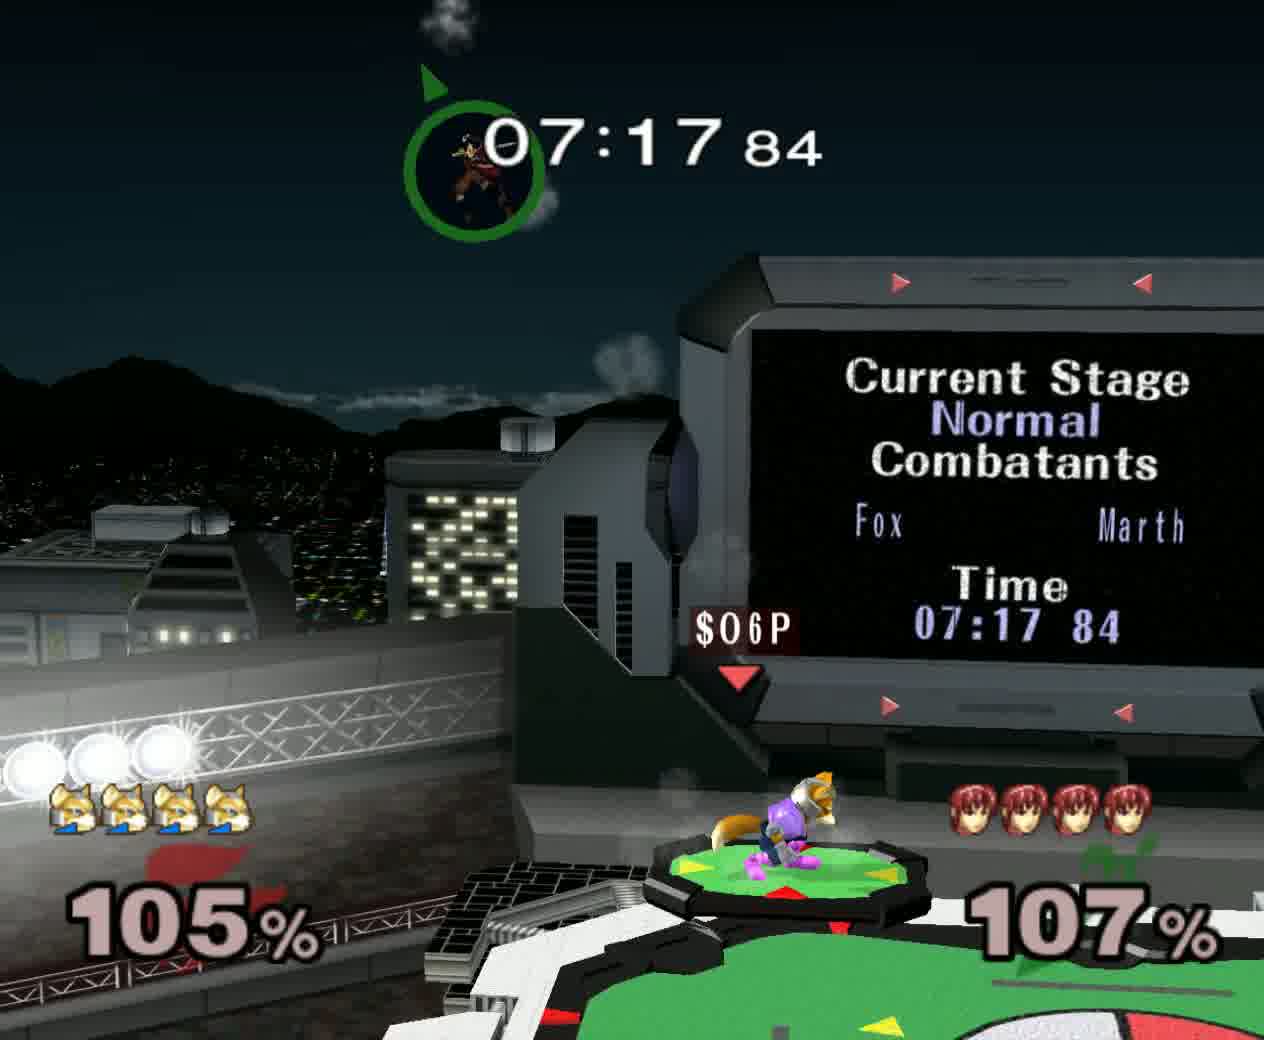 07:17 84
Current Stage
Normal
Combatants
Fox Marth
Time
07:17 84
$06P
105%
107%